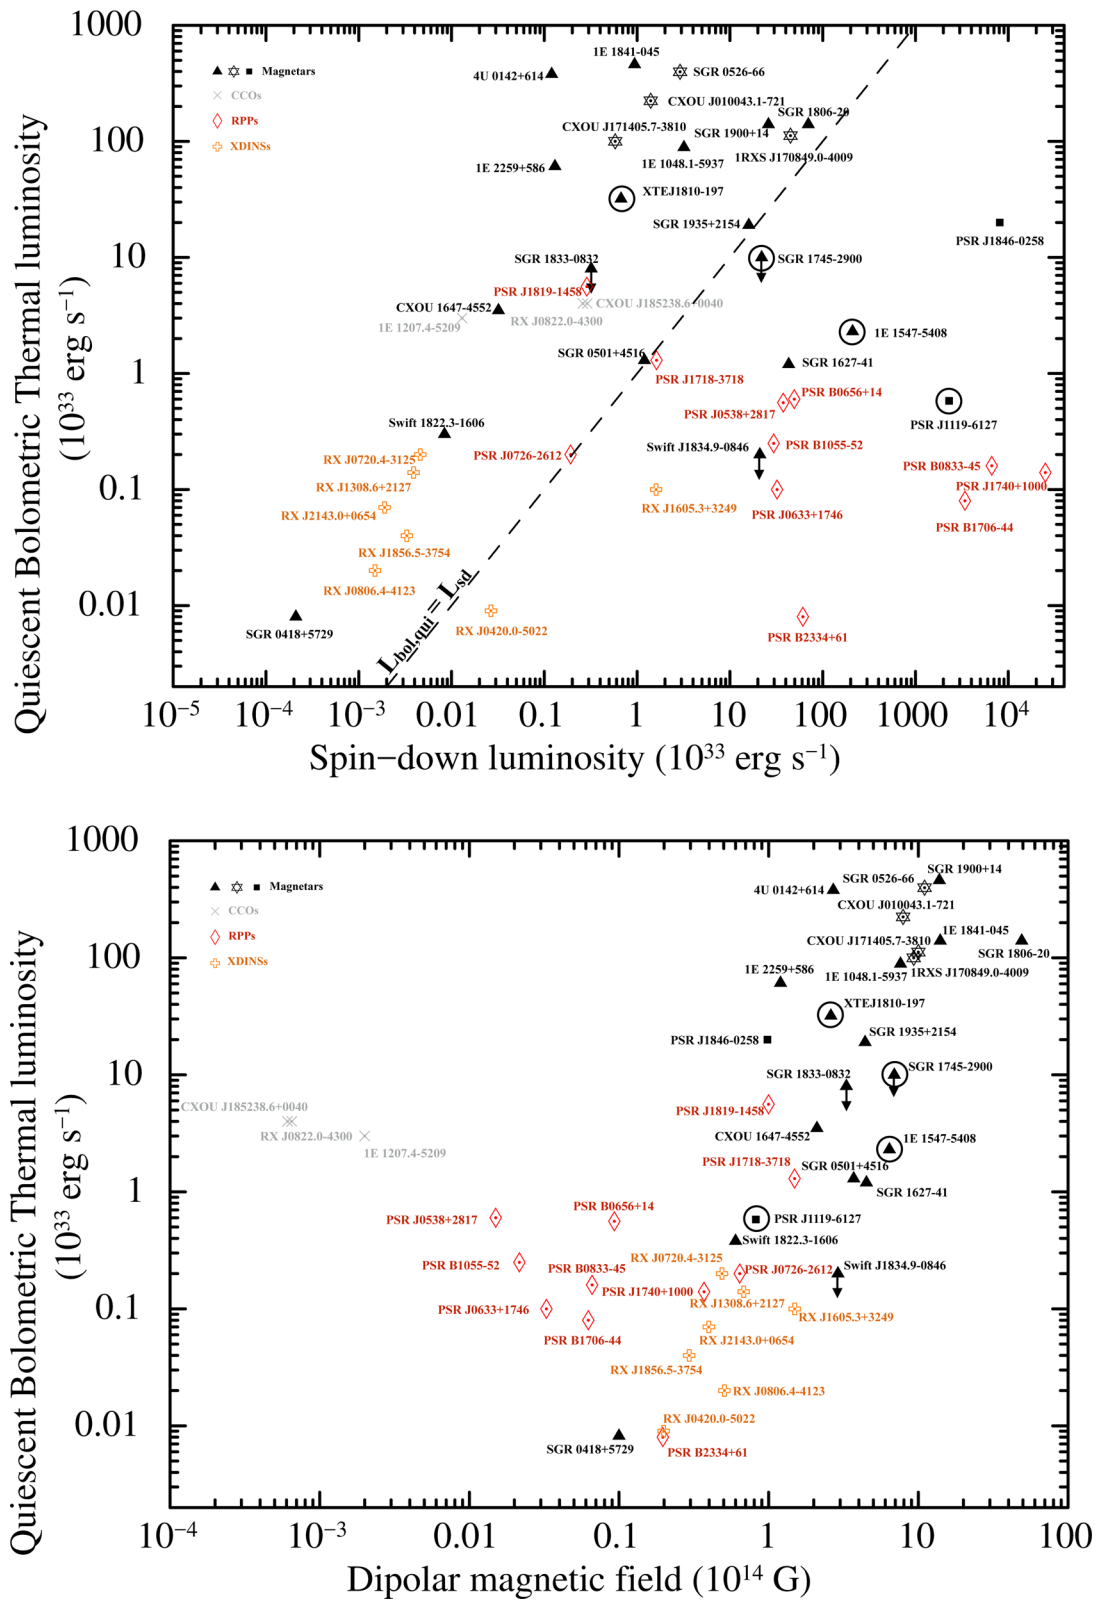 1000
100
10
1
0.1
0.01
Quiescent Bolometric Thermal luminosity
(10³³ erg s⁻¹)
Magnetars
CCOs
RPPs
XDINSs
1E 1841-045
4U 0142+614
SGR 0526-66
CXOU J010043.1-721
SGR 1806-20
CXOU J171405.7-3810
SGR 1900+14
1E 2259+586
1E 1048.1-5937
1RXS J170849.0-4009
XTEJ1810-197
SGR 1935+2154
PSR J1846-0258
SGR 1833-0832
SGR 1745-2900
PSR J1819-1458
CXOU J185238.6+0040
CXOU 1647-4552
RX J0822.0-4300
1E 1207.4-5209
1E 1547-5408
SGR 0501+4516
SGR 1627-41
PSR J1718-3718
PSR B0656+14
PSR J0538+2817
PSR J1119-6127
Swift 1822.3-1606
Swift J1834.9-0846
PSR B1055-52
RX J0720.4-3125
PSR J0726-2612
PSR B0833-45
RX J1308.6+2127
PSR J1740+1000
RX J2143.0+0654
RX J1605.3+3249
PSR J0633+1746
PSR B1706-44
RX J1856.5-3754
RX J0806.4-4123
SGR 0418+5729
RX J0420.0-5022
PSR B2334+61
L_bol,qui = L_sd
10⁻⁵ 10⁻⁴ 10⁻³ 0.01 0.1 1 10 100 1000 10⁴
Spin−down luminosity (10³³ erg s⁻¹)
1000
100
10
1
0.1
0.01
Quiescent Bolometric Thermal luminosity
(10³³ erg s⁻¹)
Magnetars
CCOs
RPPs
XDINSs
SGR 1900+14
SGR 0526-66
4U 0142+614
CXOU J010043.1-721
1E 1841-045
CXOU J171405.7-3810
SGR 1806-20
1E 2259+586
1E 1048.1-5937
1RXS J170849.0-4009
XTEJ1810-197
SGR 1935+2154
PSR J1846-0258
SGR 1745-2900
SGR 1833-0832
CXOU J185238.6+0040
PSR J1819-1458
RX J0822.0-4300
CXOU 1647-4552
1E 1547-5408
1E 1207.4-5209
PSR J1718-3718
SGR 0501+4516
SGR 1627-41
PSR B0656+14
PSR J0538+2817
PSR J1119-6127
Swift 1822.3-1606
RX J0720.4-3125
PSR B1055-52
PSR B0833-45
PSR J0726-2612
Swift J1834.9-0846
PSR J1740+1000
RX J1308.6+2127
PSR J0633+1746
RX J1605.3+3249
PSR B1706-44
RX J2143.0+0654
RX J1856.5-3754
RX J0806.4-4123
RX J0420.0-5022
SGR 0418+5729
PSR B2334+61
10⁻⁴ 10⁻³ 0.01 0.1 1 10 100
Dipolar magnetic field (10¹⁴ G)